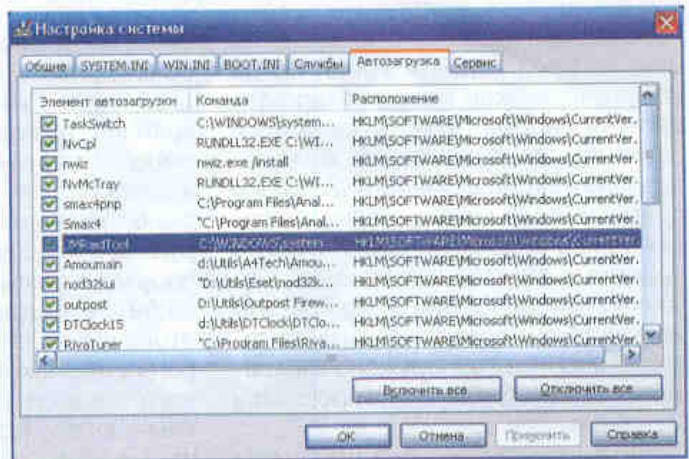 Настройка системы
Общие SYSTEM.INI WIN.INI BOOT.INI Службы Автозагрузка Сервис
Элемент автозагрузки Команда Расположение
TaskSwitch C:\WINDOWS\system... HKLM\SOFTWARE\Microsoft\Windows\CurrentVer.
NvCpl RUNDLL32.EXE C:\WI... HKLM\SOFTWARE\Microsoft\Windows\CurrentVer.
nwiz nwiz.exe /install HKLM\SOFTWARE\Microsoft\Windows\CurrentVer.
NvMcTray RUNDLL32.EXE C:\WI... HKLM\SOFTWARE\Microsoft\Windows\CurrentVer.
smax4pnp C:\Program Files\Anal... HKLM\SOFTWARE\Microsoft\Windows\CurrentVer.
Smax4 "C:\Program Files\Anal... HKLM\SOFTWARE\Microsoft\Windows\CurrentVer.
JMRaidTool C:\WINDOWS\system... HKLM\SOFTWARE\Microsoft\Windows\CurrentVer.
Amoumain d:\Utils\A4Tech\Amou... HKLM\SOFTWARE\Microsoft\Windows\CurrentVer.
nod32kui "D:\Utils\Eset\nod32k... HKLM\SOFTWARE\Microsoft\Windows\CurrentVer.
outpost D:\Utils\Outpost Firew... HKLM\SOFTWARE\Microsoft\Windows\CurrentVer.
DTClock15 d:\Utils\DTClock\DTClo... HKLM\SOFTWARE\Microsoft\Windows\CurrentVer.
RivaTuner "C:\Program Files\Riva... HKLM\SOFTWARE\Microsoft\Windows\CurrentVer.
Включить все Отключить все
OK Отмена Применить Справка